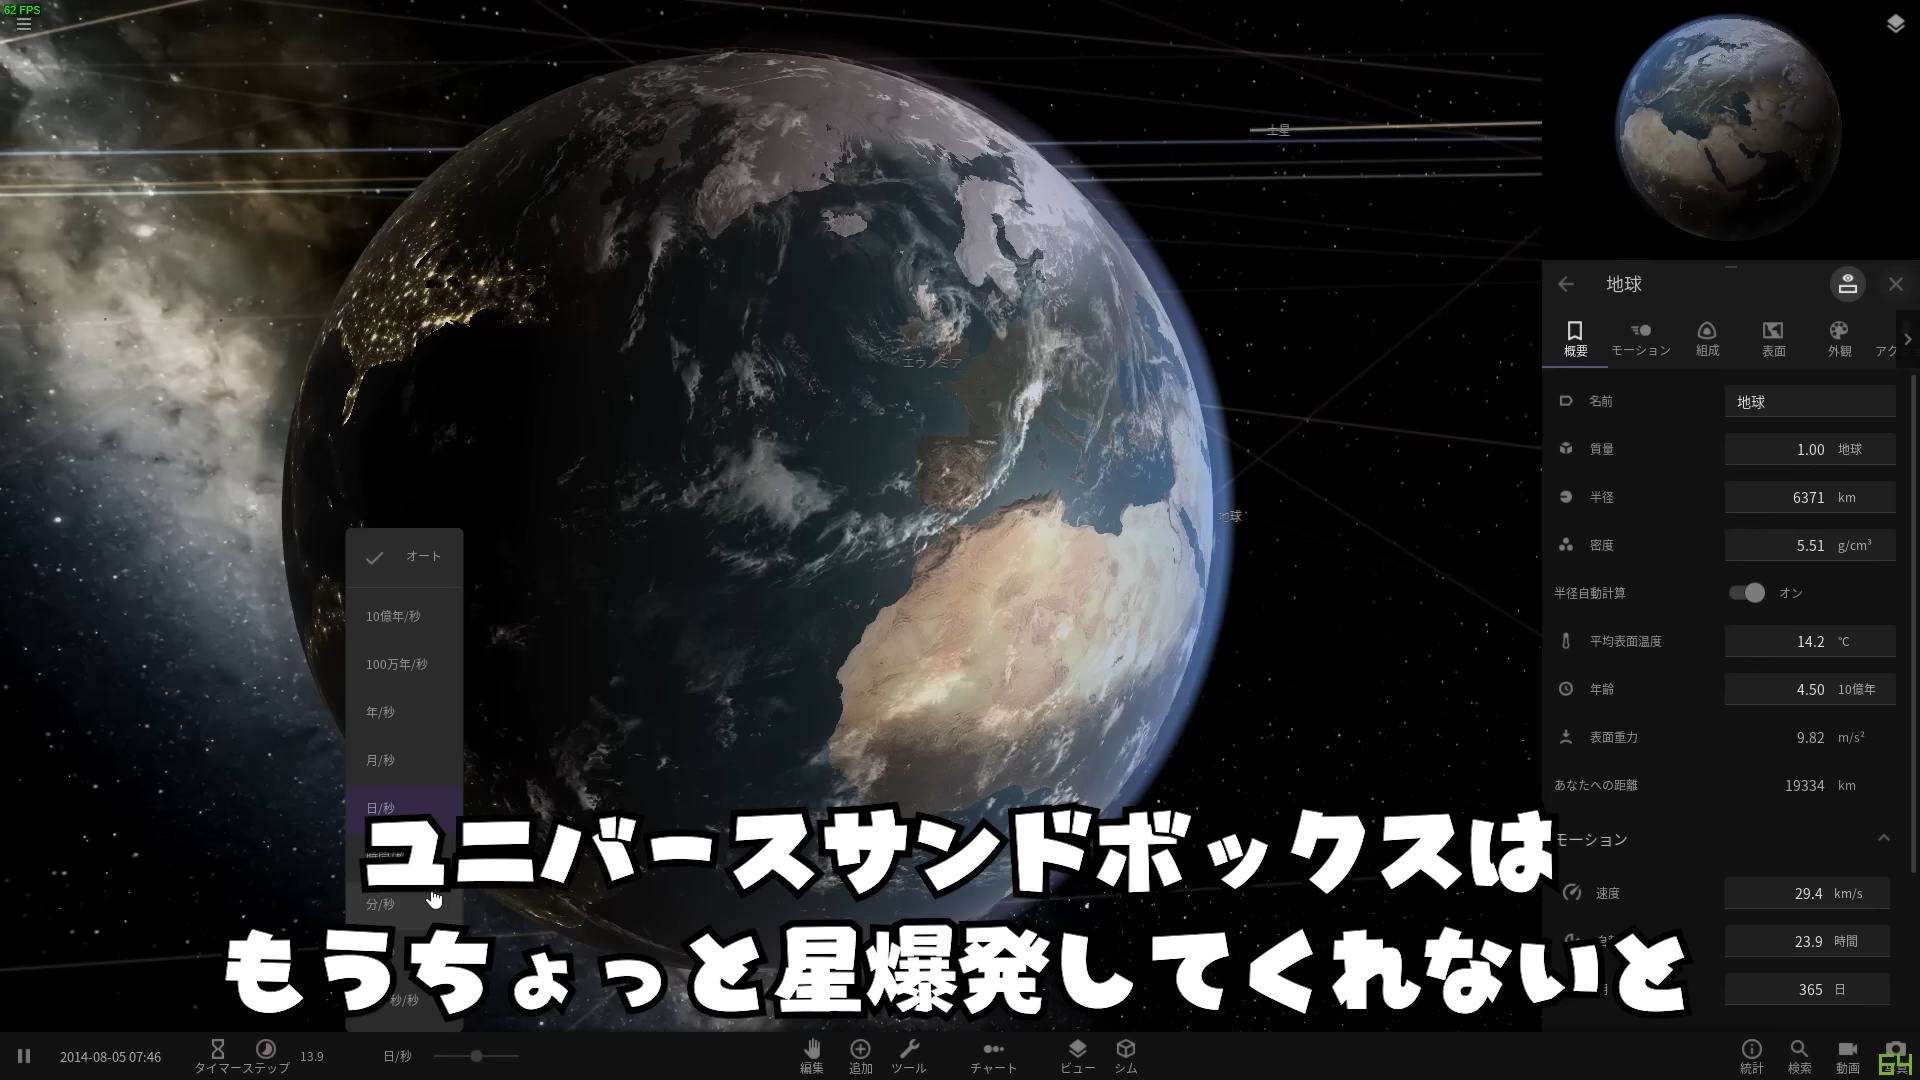 62 FPS
土星
エウノミア
地球
地球
概要
モーション
組成
表面
外観
アク
名前
地球
質量
1.00 地球
半径
6371 km
密度
5.51 g/cm³
半径自動計算
オン
平均表面温度
14.2 ℃
年齢
4.50 10億年
表面重力
9.82 m/s²
あなたへの距離
19334 km
モーション
速度
29.4 km/s
23.9 時間
365 日
オート
10億年/秒
100万年/秒
年/秒
月/秒
日/秒
分/秒
秒/秒
ユニバースサンドボックスは
もうちょっと星爆発してくれないと
2014-08-05 07:46
タイマーステップ
13.9
日/秒
編集
追加
ツール
チャート
ビュー
シム
統計
検索
動画
64